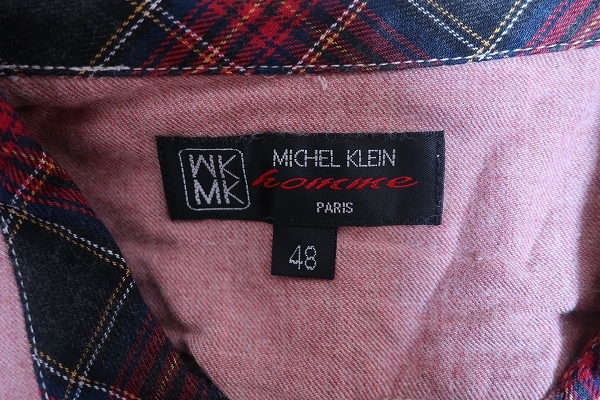 MK
MK
MICHEL KLEIN
homme
PARIS
48